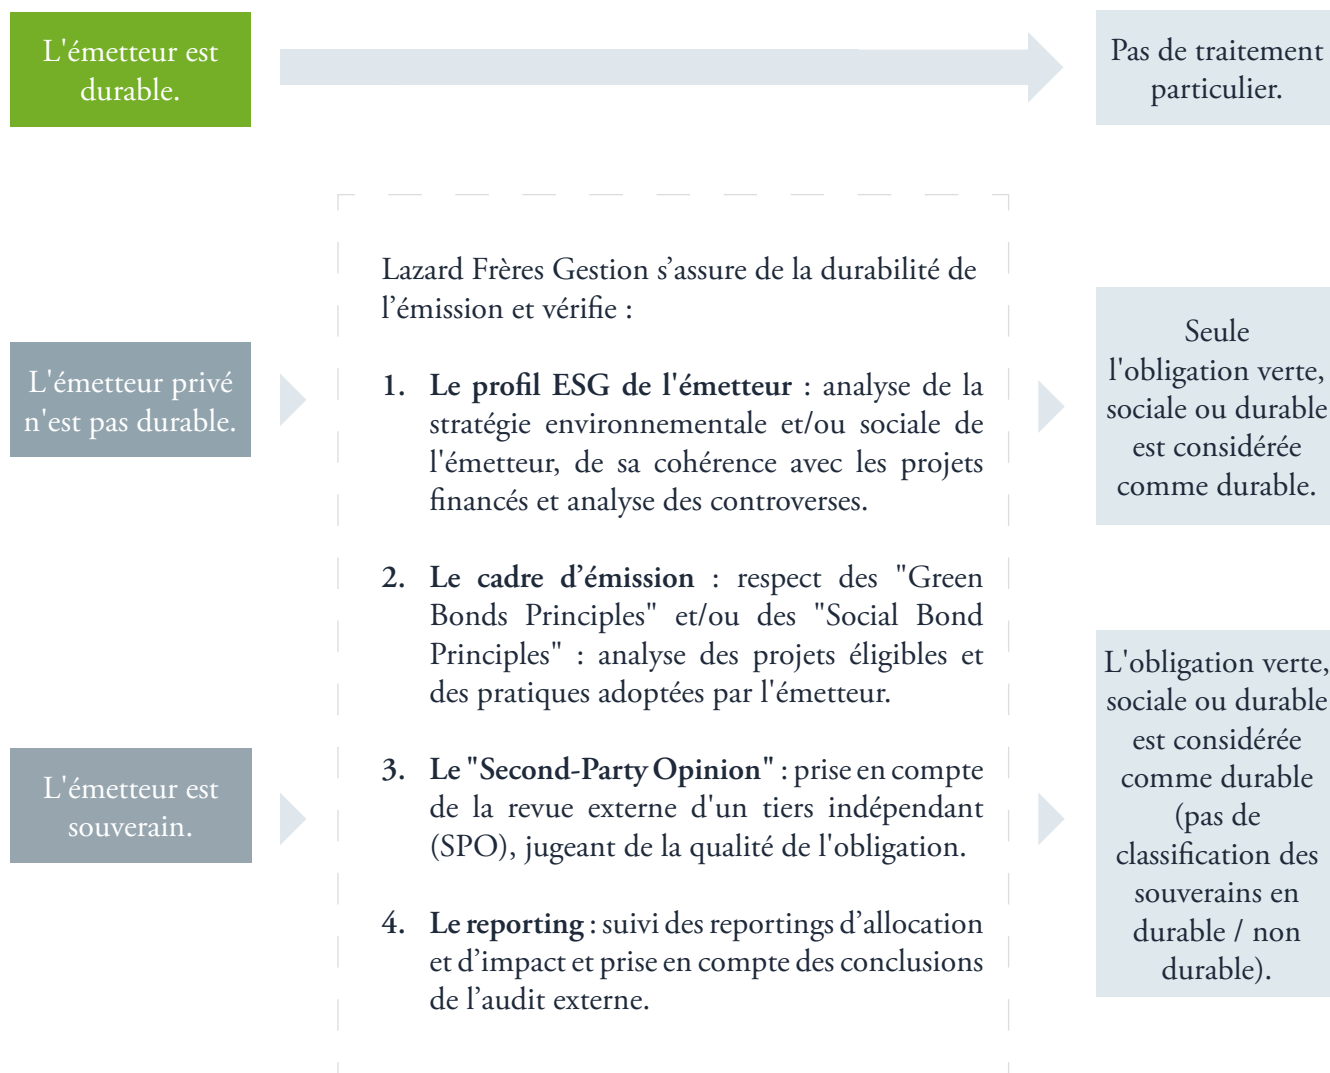 L'émetteur est
durable.
Pas de traitement
particulier.
Lazard Frères Gestion s’assure de la durabilité de
l’émission et vérifie :
L'émetteur privé
n'est pas durable.
1. Le profil ESG de l'émetteur : analyse de la
stratégie environnementale et/ou sociale de
l'émetteur, de sa cohérence avec les projets
financés et analyse des controverses.
Seule
l'obligation verte,
sociale ou durable
est considérée
comme durable.
2. Le cadre d’émission : respect des "Green
Bonds Principles" et/ou des "Social Bond
Principles" : analyse des projets éligibles et
des pratiques adoptées par l'émetteur.
L'émetteur est
souverain.
3. Le "Second-Party Opinion" : prise en compte
de la revue externe d'un tiers indépendant
(SPO), jugeant de la qualité de l'obligation.
4. Le reporting : suivi des reportings d’allocation
et d’impact et prise en compte des conclusions
de l’audit externe.
L'obligation verte,
sociale ou durable
est considérée
comme durable
(pas de
classification des
souverains en
durable / non
durable).